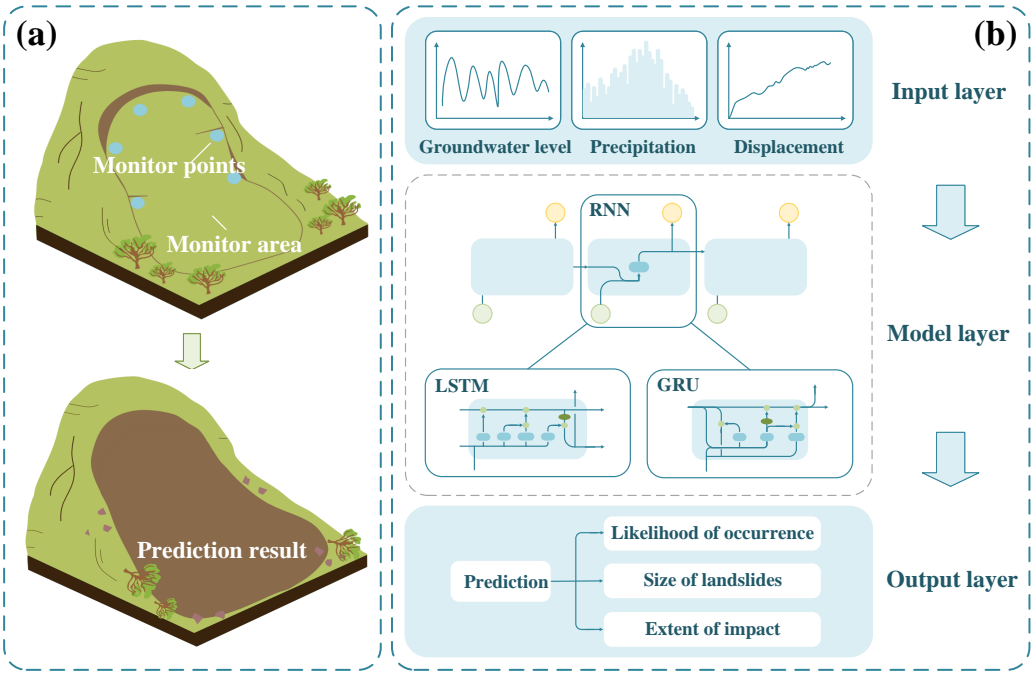 (a)
Monitor points
Monitor area
Prediction result
(b)
Groundwater level
Precipitation
Displacement
Input layer
RNN
LSTM
GRU
Model layer
Prediction
Likelihood of occurrence
Size of landslides
Extent of impact
Output layer